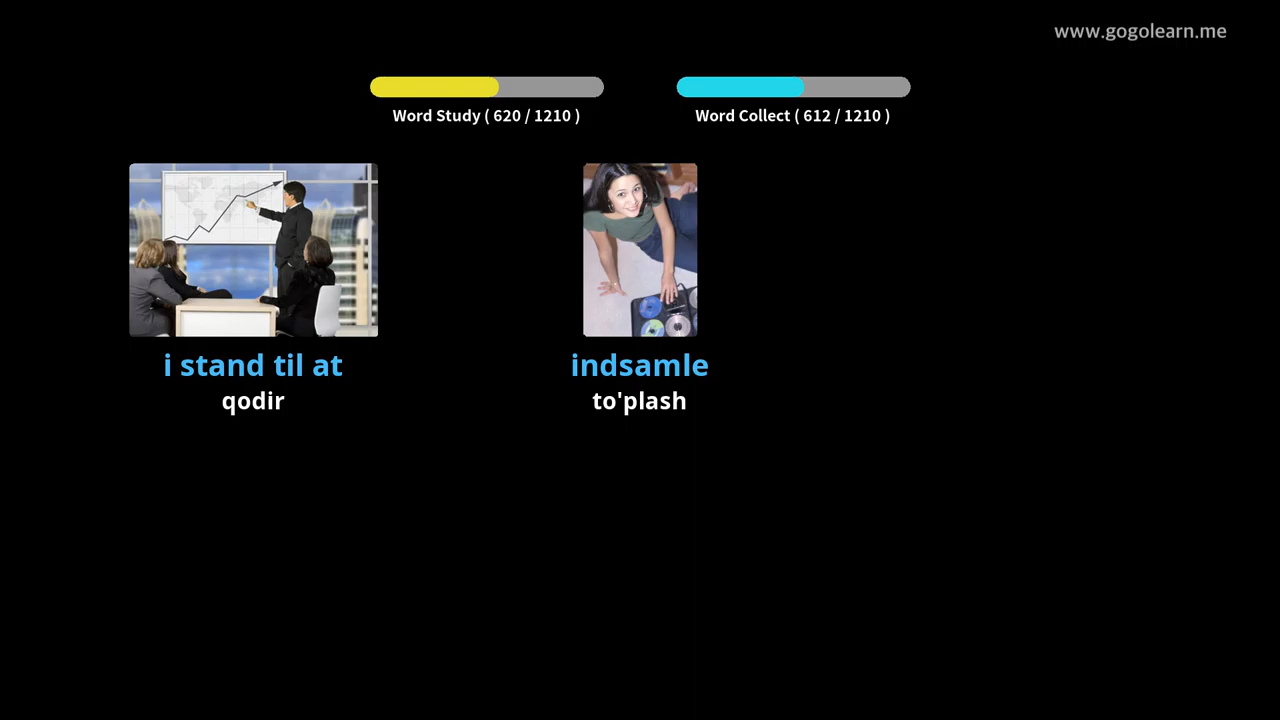 www.gogolearn.me
Word Study ( 620 / 1210 )
Word Collect ( 612 / 1210 )
i stand til at
qodir
indsamle
to'plash